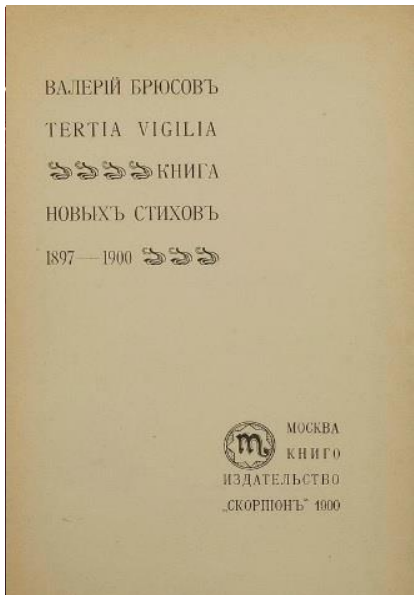 ВАЛЕРІЙ БРЮСОВЪ
TERTIA VIGILIA
КНИГА
НОВЫХЪ СТИХОВЪ
1897—1900
МОСКВА
КНИГО
ИЗДАТЕЛЬСТВО
„СКОРПІОНЪ" 1900